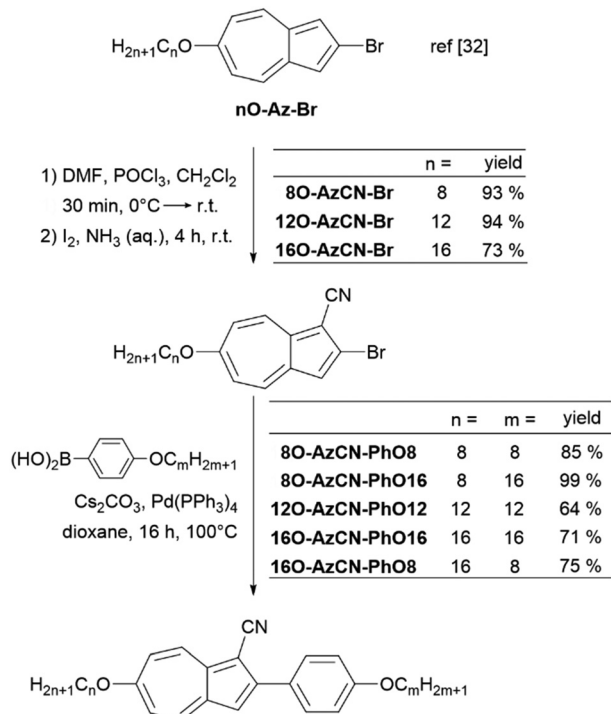 H₂ₙ₊₁CₙO
Br
ref [32]
nO-Az-Br
1) DMF, POCl₃, CH₂Cl₂
30 min, 0°C → r.t.
2) I₂, NH₃ (aq.), 4 h, r.t.
n = yield
8O-AzCN-Br 8 93 %
12O-AzCN-Br 12 94 %
16O-AzCN-Br 16 73 %
CN
H₂ₙ₊₁CₙO
Br
(HO)₂B
OCₘH₂ₘ₊₁
Cs₂CO₃, Pd(PPh₃)₄
dioxane, 16 h, 100°C
n = m = yield
8O-AzCN-PhO8 8 8 85 %
8O-AzCN-PhO16 8 16 99 %
12O-AzCN-PhO12 12 12 64 %
16O-AzCN-PhO16 16 16 71 %
16O-AzCN-PhO8 16 8 75 %
CN
H₂ₙ₊₁CₙO
OCₘH₂ₘ₊₁